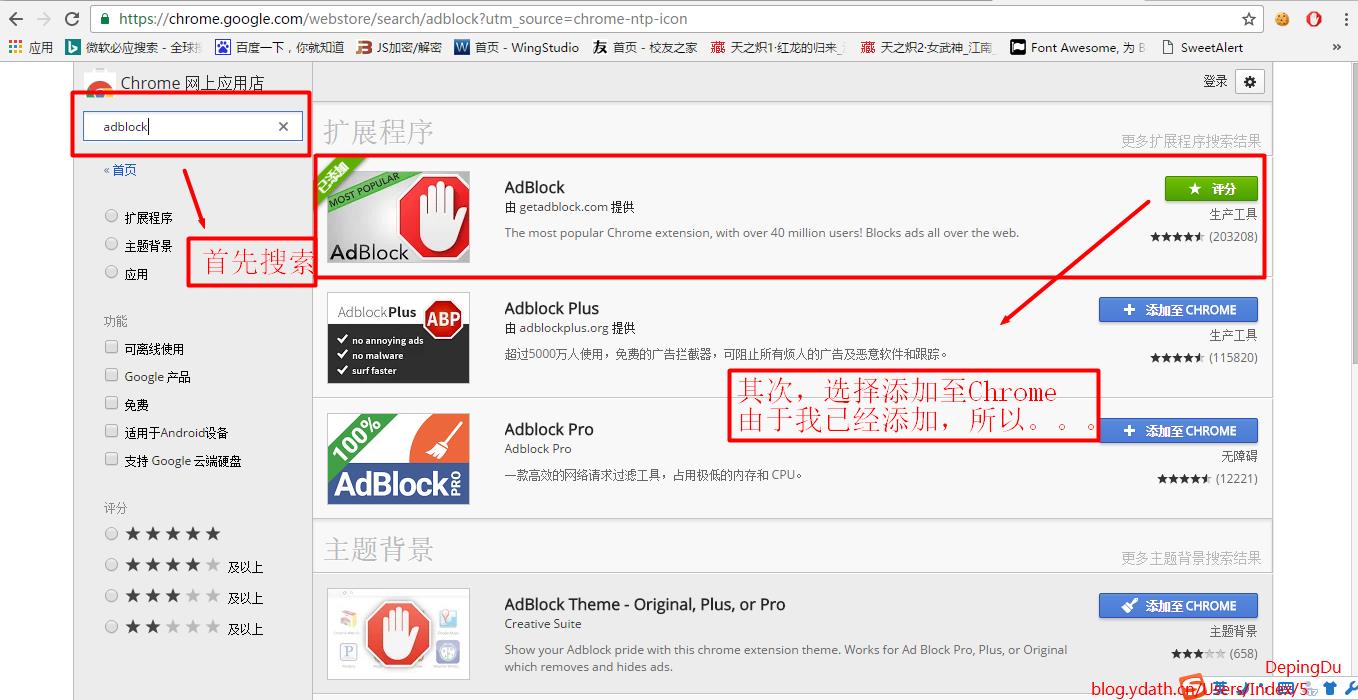 https://chrome.google.com/webstore/search/adblock?utm_source=chrome-ntp-icon
应用 微软必应搜索 - 全球 百度一下，你就知道 JS加密/解密 首页 - WingStudio 首页 - 校友之家 天之炽1·红龙的归来_ 天之炽2·女武神_江南_ Font Awesome, 为 SweetAlert »
Chrome 网上应用店
登录
adblock
« 首页
扩展程序
主题背景
应用
首先搜索
功能
可离线使用
Google 产品
免费
适用于Android设备
支持 Google 云端硬盘
评分
及以上
及以上
及以上
扩展程序
更多扩展程序搜索结果
已添加
MOST POPULAR
AdBlock
AdBlock
由 getadblock.com 提供
The most popular Chrome extension, with over 40 million users! Blocks ads all over the web.
评分
生产工具
(203208)
AdblockPlus
ABP
no annoying ads
no malware
surf faster
Adblock Plus
由 adblockplus.org 提供
超过5000万人使用，免费的广告拦截器，可阻止所有烦人的广告及恶意软件和跟踪。
添加至 CHROME
生产工具
(115820)
其次，选择添加至Chrome
由于我已经添加，所以。。。
100%
AdBlock PRO
Adblock Pro
Adblock Pro
一款高效的网络请求过滤工具，占用极低的内存和 CPU。
添加至 CHROME
无障碍
(12221)
主题背景
更多主题背景搜索结果
AdBlock Theme - Original, Plus, or Pro
Creative Suite
Show your Adblock pride with this chrome extension theme. Works for Ad Block Pro, Plus, or Original
which removes and hides ads.
添加至 CHROME
主题背景
(658)
DepingDu
blog.ydath.cn/Users/Index/5
英